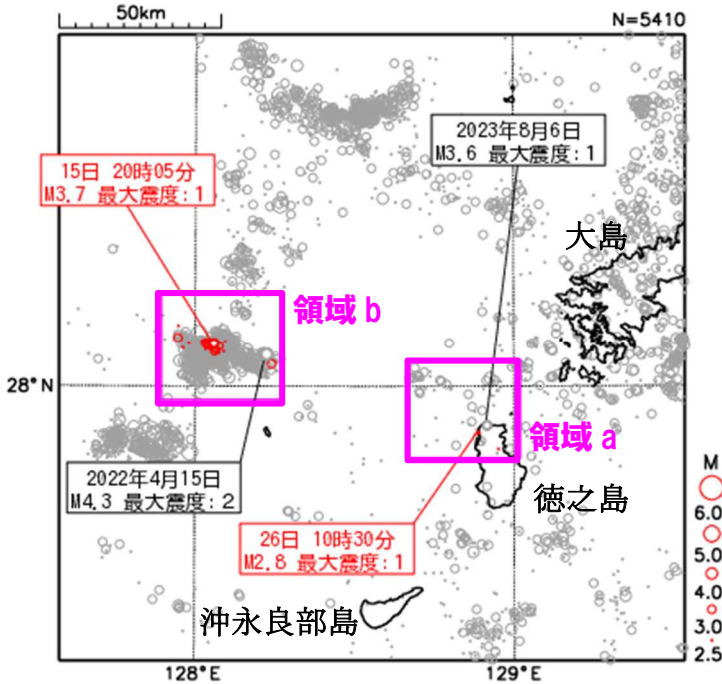 50km
N=5410
2023年8月6日
M3.6 最大震度:1
15日 20時05分
M3.7 最大震度:1
大島
領域 b
28°N
領域 a
2022年4月15日
M4.3 最大震度:2
徳之島
26日 10時30分
M2.8 最大震度:1
沖永良部島
M
6.0
5.0
4.0
3.0
2.5
128°E
129°E